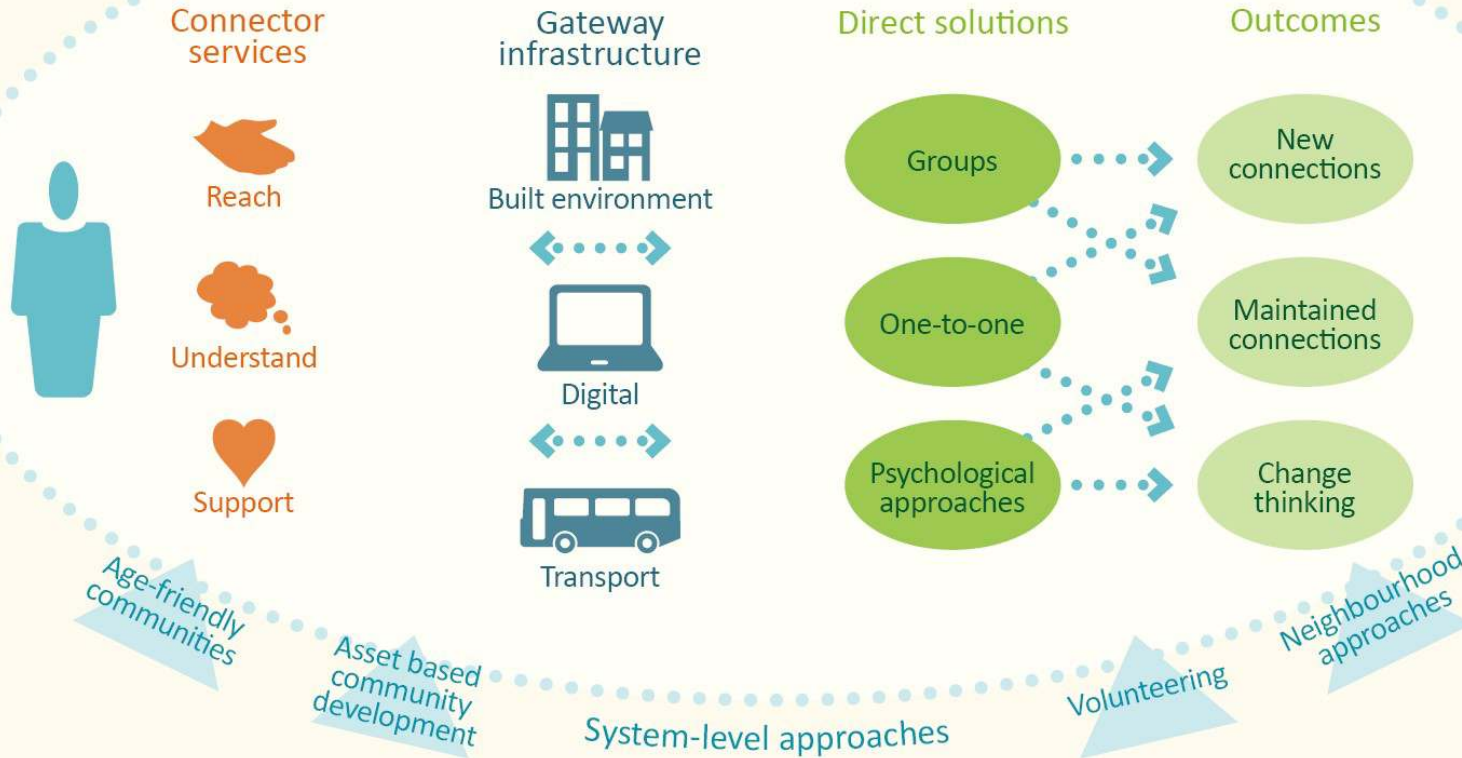 Connector
services
Reach
Understand
Support
Gateway
infrastructure
Built environment
Digital
Transport
Direct solutions
Groups
One-to-one
Psychological
approaches
Outcomes
New
connections
Maintained
connections
Change
thinking
Age-friendly
communities
Asset based
community
development
System-level approaches
Volunteering
Neighbourhood
approaches